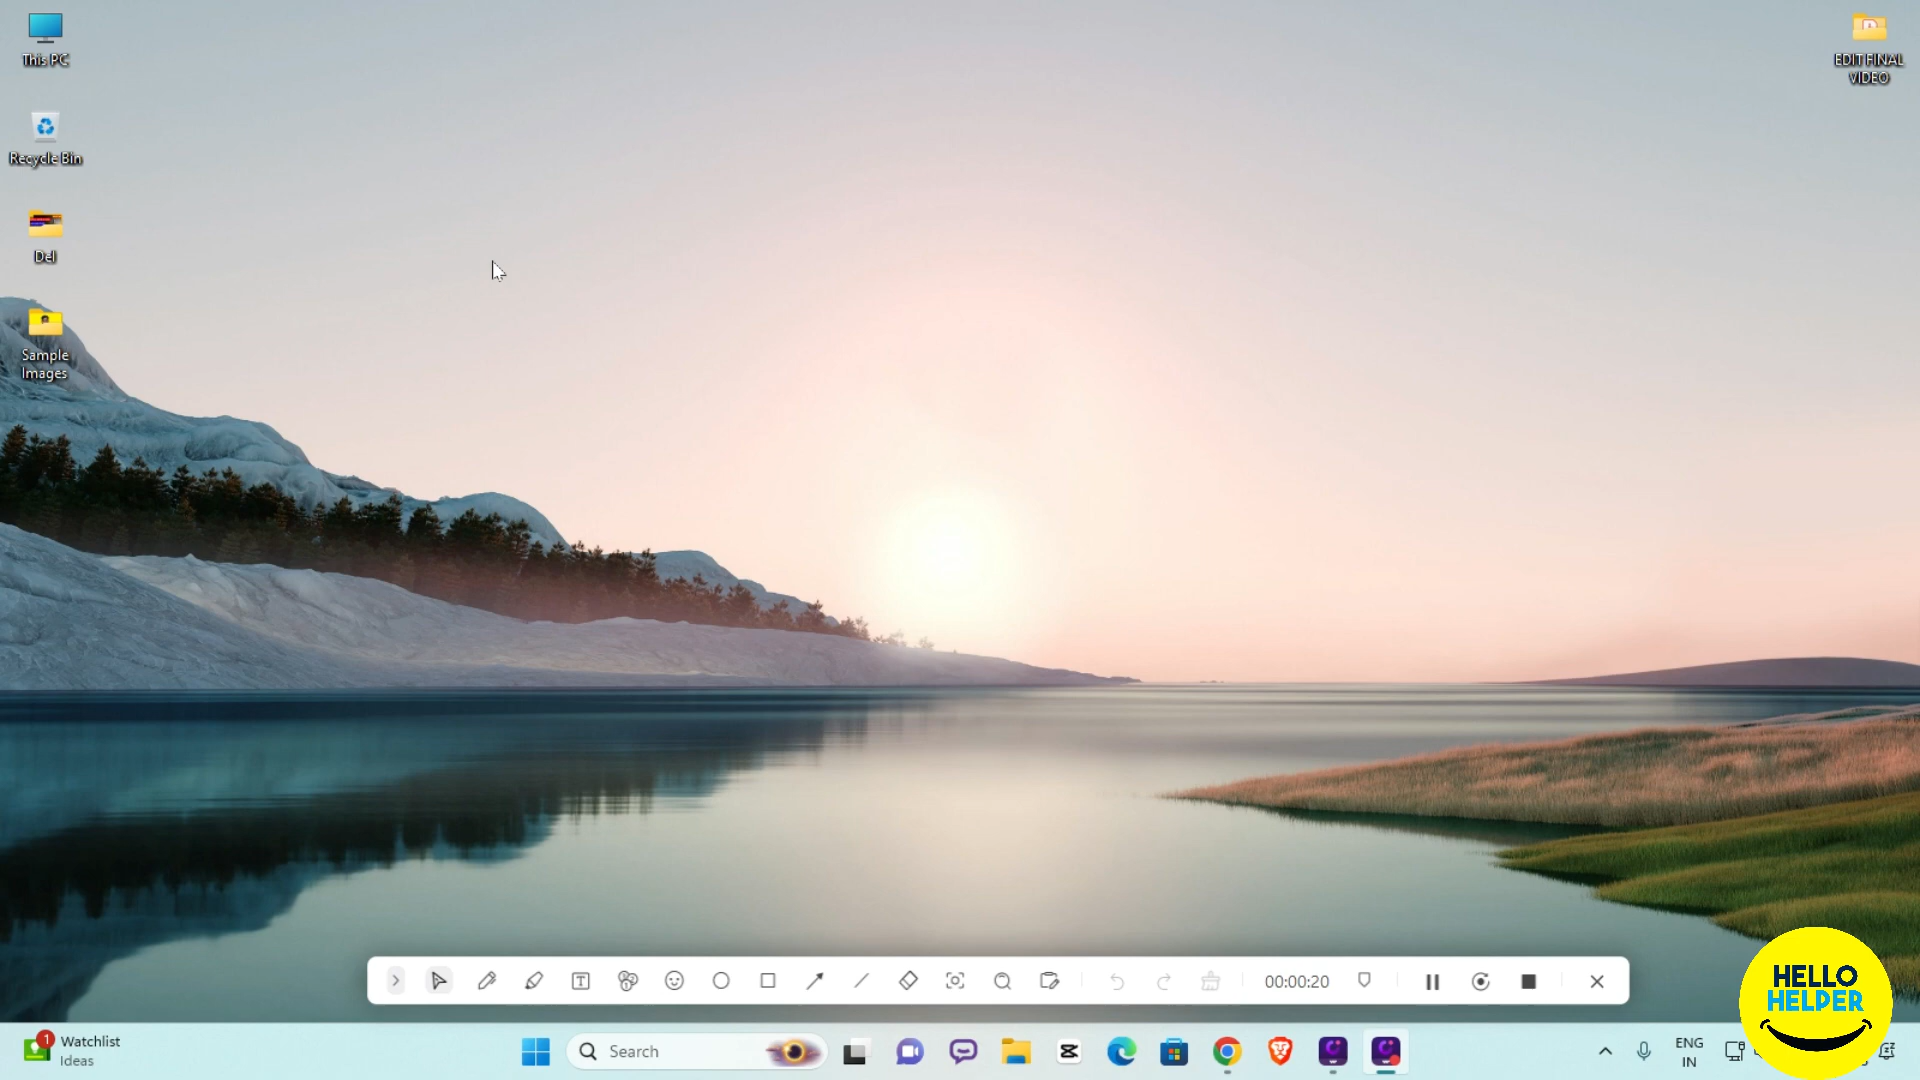 This PC
EDIT FINAL
VIDEO
Recycle Bin
Del
Sample
Images
00:00:20
HELLO
HELPER
1
Watchlist
Ideas
Search
ENG
IN